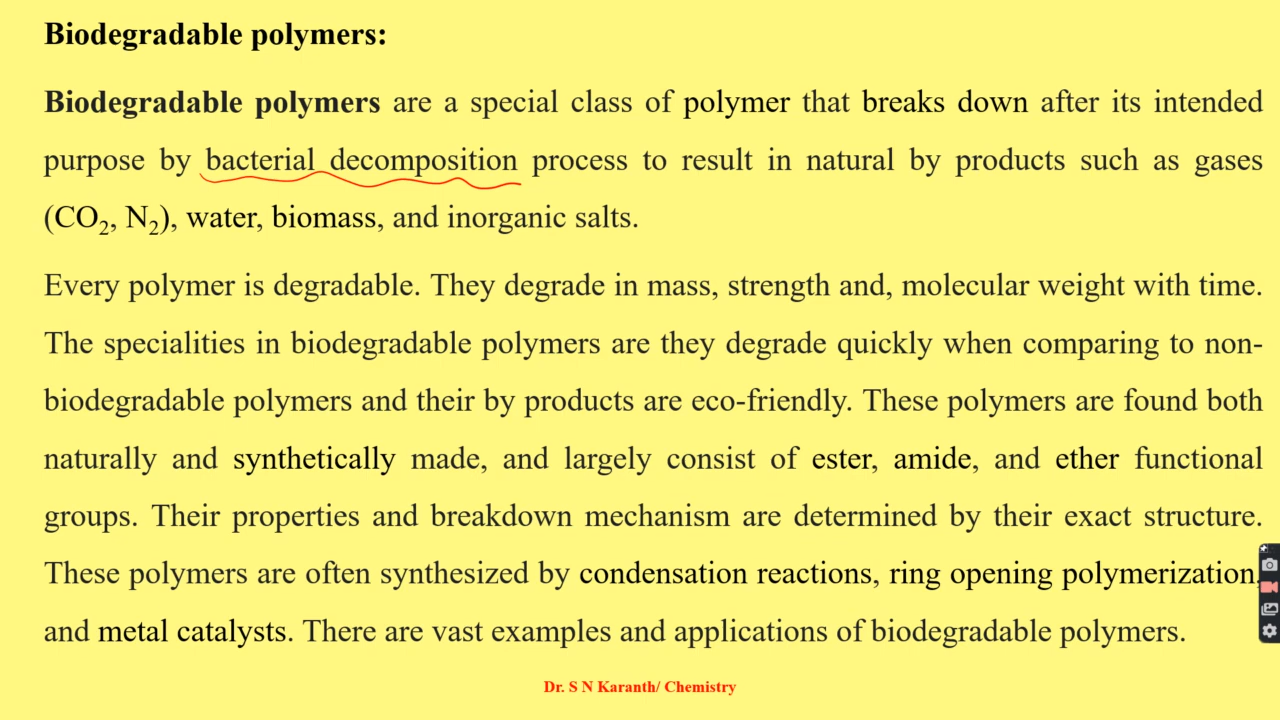 Biodegradable polymers:
Biodegradable polymers are a special class of polymer that breaks down after its intended
purpose by bacterial decomposition process to result in natural by products such as gases
(CO₂, N₂), water, biomass, and inorganic salts.
Every polymer is degradable. They degrade in mass, strength and, molecular weight with time.
The specialities in biodegradable polymers are they degrade quickly when comparing to non-
biodegradable polymers and their by products are eco-friendly. These polymers are found both
naturally and synthetically made, and largely consist of ester, amide, and ether functional
groups. Their properties and breakdown mechanism are determined by their exact structure.
These polymers are often synthesized by condensation reactions, ring opening polymerization,
and metal catalysts. There are vast examples and applications of biodegradable polymers.
Dr. S N Karanth/ Chemistry